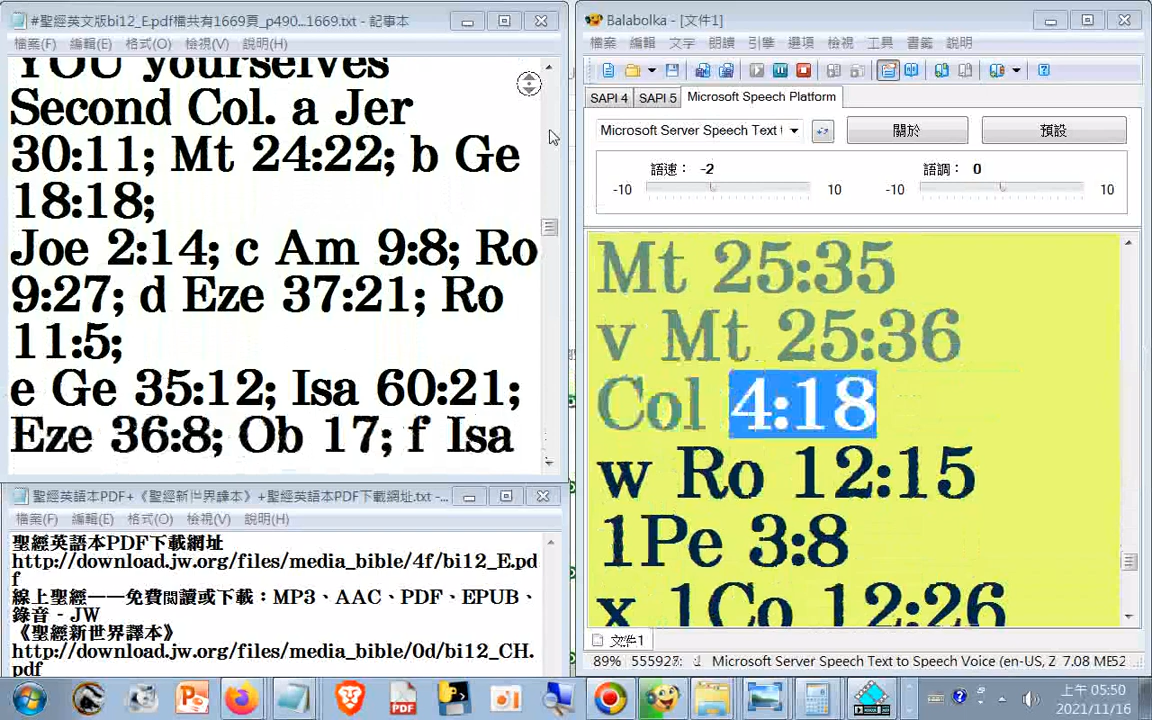 #聖經英文版bi12_E.pdf檔共有1669頁_p490...1669.txt - 記事本
檔案(F) 編輯(E) 格式(O) 檢視(V) 說明(H)
YOU yourselves
Second Col. a Jer
30:11; Mt 24:22; b Ge
18:18;
Joe 2:14; c Am 9:8; Ro
9:27; d Eze 37:21; Ro
11:5;
e Ge 35:12; Isa 60:21;
Eze 36:8; Ob 17; f Isa
聖經英語本PDF+《聖經新世界譯本》+聖經英語本PDF下載網址.txt -...
檔案(F) 編輯(E) 格式(O) 檢視(V) 說明(H)
聖經英語本PDF下載網址
http://download.jw.org/files/media_bible/4f/bi12_E.pd
f
線上聖經——免費閱讀或下載：MP3、AAC、PDF、EPUB、
錄音 - JW
《聖經新世界譯本》
http://download.jw.org/files/media_bible/0d/bi12_CH.
pdf
Balabolka - [文件1]
檔案 編輯 文字 朗讀 引擎 選項 檢視 工具 書籤 說明
SAPI 4 SAPI 5 Microsoft Speech Platform
Microsoft Server Speech Text 關於 預設
語速： -2 語調： 0
-10 10 -10 10
Mt 25:35
v Mt 25:36
Col 4:18
w Ro 12:15
1Pe 3:8
x 1Co 12:26
文件1
89% Microsoft Server Speech Text to Speech Voice (en-US, Z 7.08 ME
上午 05:50
2021/11/16